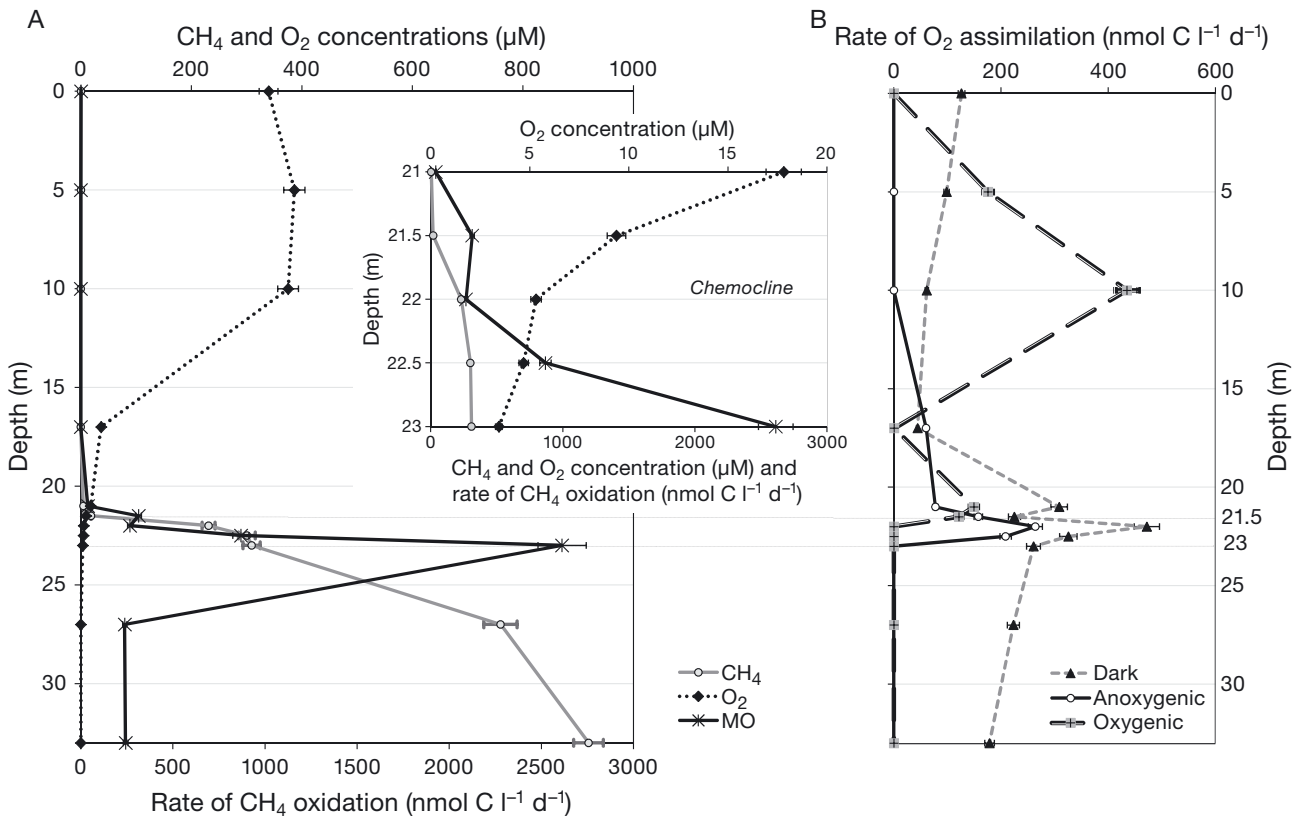 A
CH₄ and O₂ concentrations (µM)
0 200 400 600 800 1000
0
5
10
15
20
25
30
Depth (m)
0 500 1000 1500 2000 2500 3000
Rate of CH₄ oxidation (nmol C l⁻¹ d⁻¹)
O₂ concentration (µM)
0 5 10 15 20
21
21.5
22
22.5
23
Depth (m)
Chemocline
0 1000 2000 3000
CH₄ and O₂ concentration (µM) and
rate of CH₄ oxidation (nmol C l⁻¹ d⁻¹)
CH₄
O₂
MO
B
Rate of O₂ assimilation (nmol C l⁻¹ d⁻¹)
0 200 400 600
0
5
10
15
20
21.5
23
25
30
Depth (m)
Dark
Anoxygenic
Oxygenic